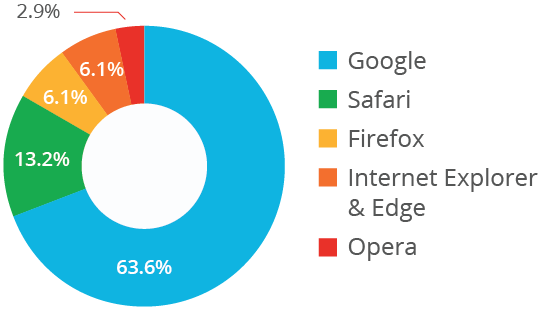 2.9%
6.1%
6.1%
13.2%
63.6%
Google
Safari
Firefox
Internet Explorer
& Edge
Opera